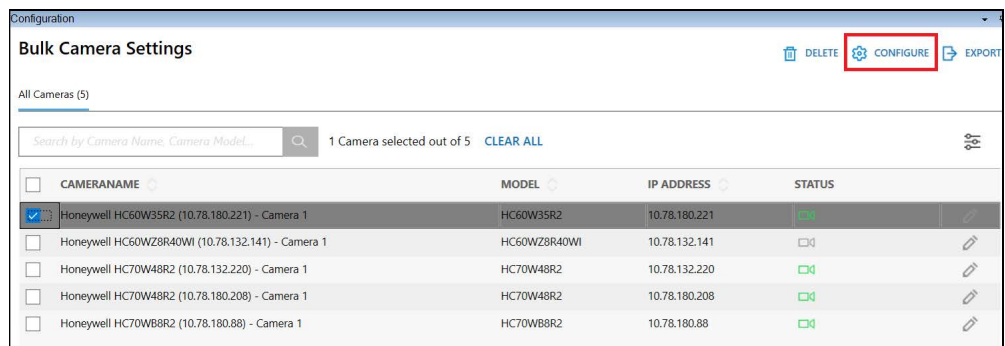 Configuration
Bulk Camera Settings
DELETE CONFIGURE EXPORT
All Cameras (5)
Search by Camera Name, Camera Model... 1 Camera selected out of 5 CLEAR ALL
CAMERANAME MODEL IP ADDRESS STATUS
Honeywell HC60W35R2 (10.78.180.221) - Camera 1 HC60W35R2 10.78.180.221
Honeywell HC60WZ8R40WI (10.78.132.141) - Camera 1 HC60WZ8R40WI 10.78.132.141
Honeywell HC70W48R2 (10.78.132.220) - Camera 1 HC70W48R2 10.78.132.220
Honeywell HC70W48R2 (10.78.180.208) - Camera 1 HC70W48R2 10.78.180.208
Honeywell HC70WB8R2 (10.78.180.88) - Camera 1 HC70WB8R2 10.78.180.88